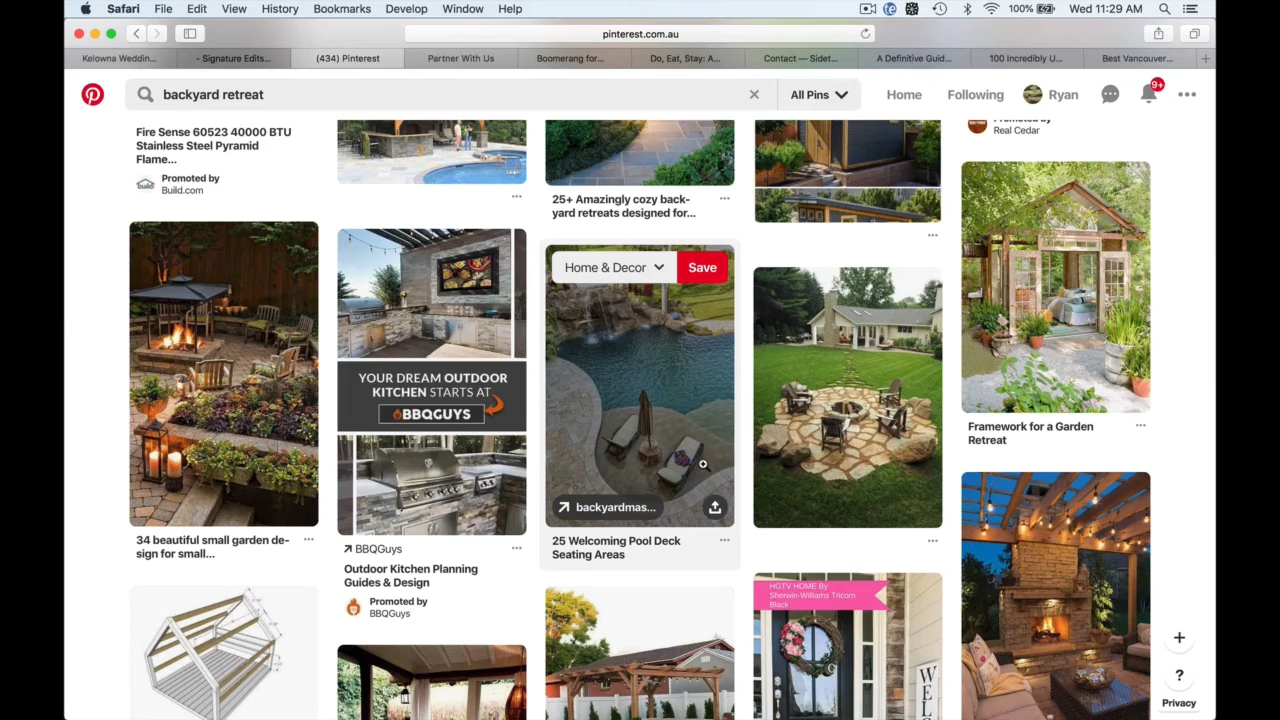 Safari File Edit View History Bookmarks Develop Window Help 100% Wed 11:29 AM
pinterest.com.au
Kelowna Weddin... - Signature Edits... (434) Pinterest Partner With Us Boomerang for... Do, Eat, Stay: A... Contact — Sidet... A Definitive Guid... 100 Incredibly U... Best Vancouver...
backyard retreat All Pins Home Following Ryan 9+
Fire Sense 60523 40000 BTU
Stainless Steel Pyramid
Flame...
Promoted by
Build.com
34 beautiful small garden de-
sign for small...
YOUR DREAM OUTDOOR
KITCHEN STARTS AT
BBQGUYS
BBQGuys
Outdoor Kitchen Planning
Guides & Design
Promoted by
BBQGuys
25+ Amazingly cozy back-
yard retreats designed for...
Home & Decor Save
backyardmas...
25 Welcoming Pool Deck
Seating Areas
HGTV HOME By
Sherwin-Williams Tricorn
Black
WEL
Promoted by
Real Cedar
Framework for a Garden
Retreat
+
?
Privacy